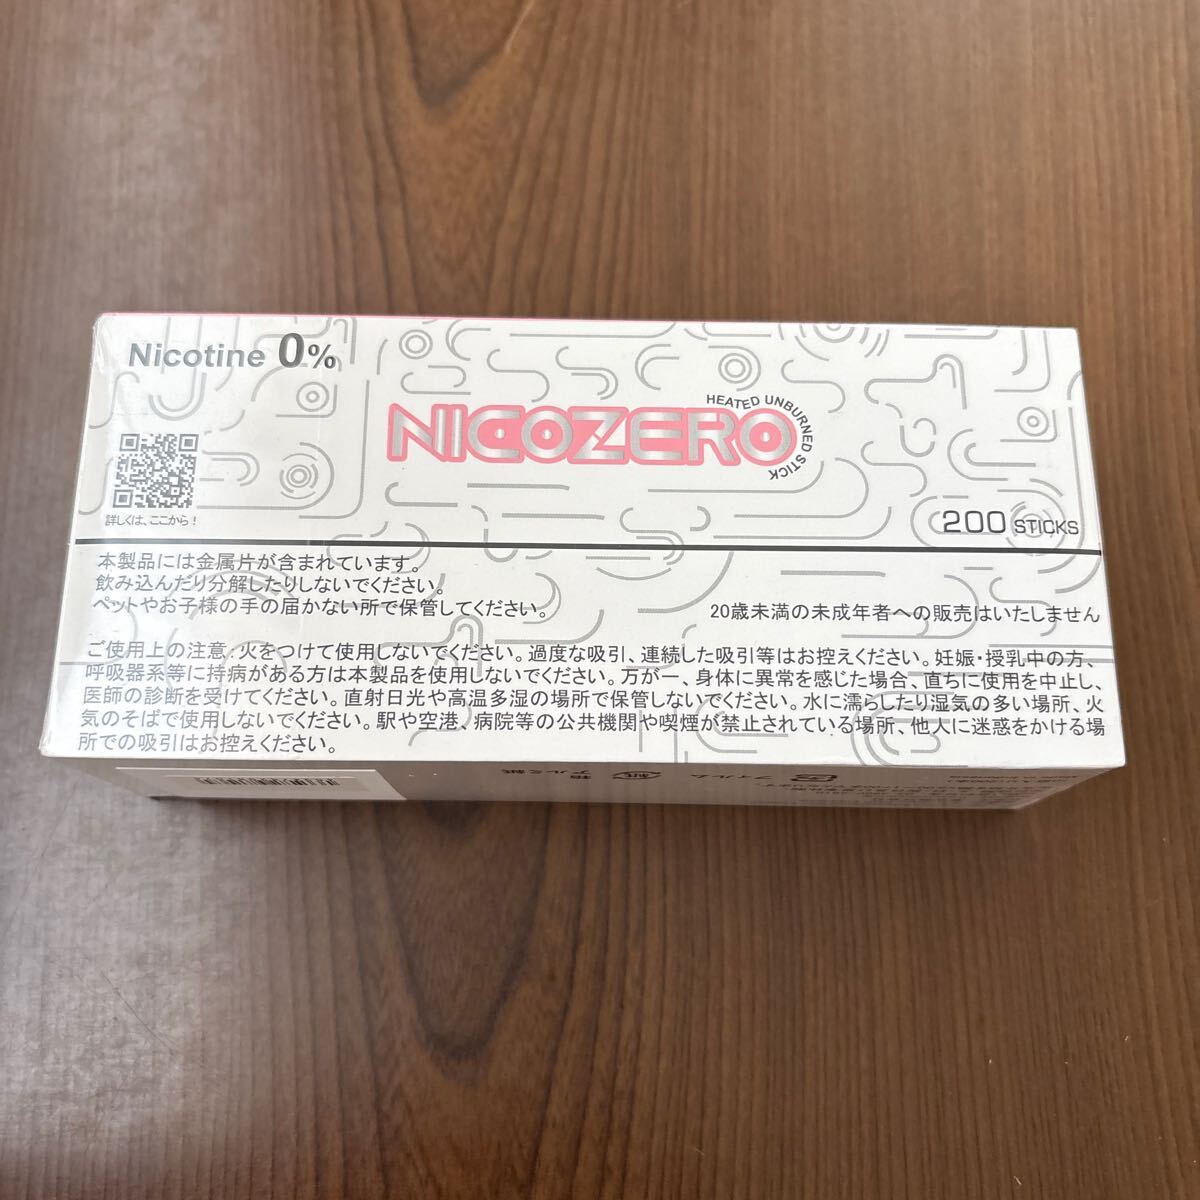 Nicotine 0%
NICOZERO
HEATED UNBURNED STICK
詳しくは、ここから!
200 STICKS
本製品には金属片が含まれています。
飲み込んだり分解したりしないでください。
ペットやお子様の手の届かない所で保管してください。
20歳未満の未成年者への販売はいたしません
ご使用上の注意:火をつけて使用しないでください。過度な吸引、連続した吸引等はお控えください。妊娠・授乳中の方、
呼吸器系等に持病がある方は本製品を使用しないでください。万が一、身体に異常を感じた場合、直ちに使用を中止し、
医師の診断を受けてください。直射日光や高温多湿の場所で保管しないでください。水に濡らしたり湿気の多い場所、火
気のそばで使用しないでください。駅や空港、病院等の公共機関や喫煙が禁止されている場所、他人に迷惑をかける場
所での吸引はお控えください。
箱
アルミ紙
紙
フィルム